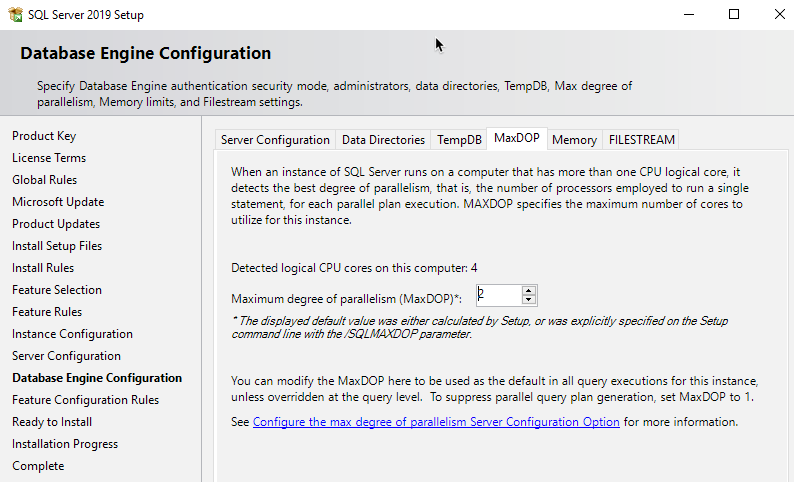 SQL Server 2019 Setup
Database Engine Configuration
Specify Database Engine authentication security mode, administrators, data directories, TempDB, Max degree of
parallelism, Memory limits, and Filestream settings.
Product Key
License Terms
Global Rules
Microsoft Update
Product Updates
Install Setup Files
Install Rules
Feature Selection
Feature Rules
Instance Configuration
Server Configuration
Database Engine Configuration
Feature Configuration Rules
Ready to Install
Installation Progress
Complete
Server Configuration Data Directories TempDB MaxDOP Memory FILESTREAM
When an instance of SQL Server runs on a computer that has more than one CPU logical core, it
detects the best degree of parallelism, that is, the number of processors employed to run a single
statement, for each parallel plan execution. MAXDOP specifies the maximum number of cores to
utilize for this instance.
Detected logical CPU cores on this computer: 4
Maximum degree of parallelism (MaxDOP)*: 2
* The displayed default value was either calculated by Setup, or was explicitly specified on the Setup
command line with the /SQLMAXDOP parameter.
You can modify the MaxDOP here to be used as the default in all query executions for this instance,
unless overridden at the query level. To suppress parallel query plan generation, set MaxDOP to 1.
See Configure the max degree of parallelism Server Configuration Option for more information.